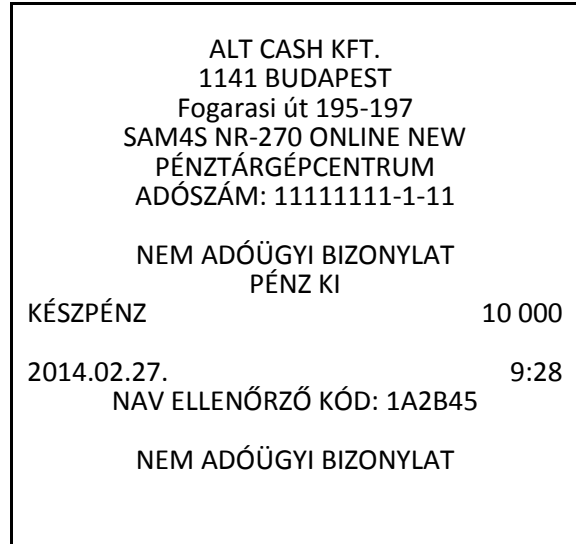 ALT CASH KFT.
1141 BUDAPEST
Fogarasi út 195-197
SAM4S NR-270 ONLINE NEW
PÉNZTÁRGÉPCENTRUM
ADÓSZÁM: 11111111-1-11
NEM ADÓÜGYI BIZONYLAT
PÉNZ KI
KÉSZPÉNZ 10 000
2014.02.27. 9:28
NAV ELLENŐRZŐ KÓD: 1A2B45
NEM ADÓÜGYI BIZONYLAT